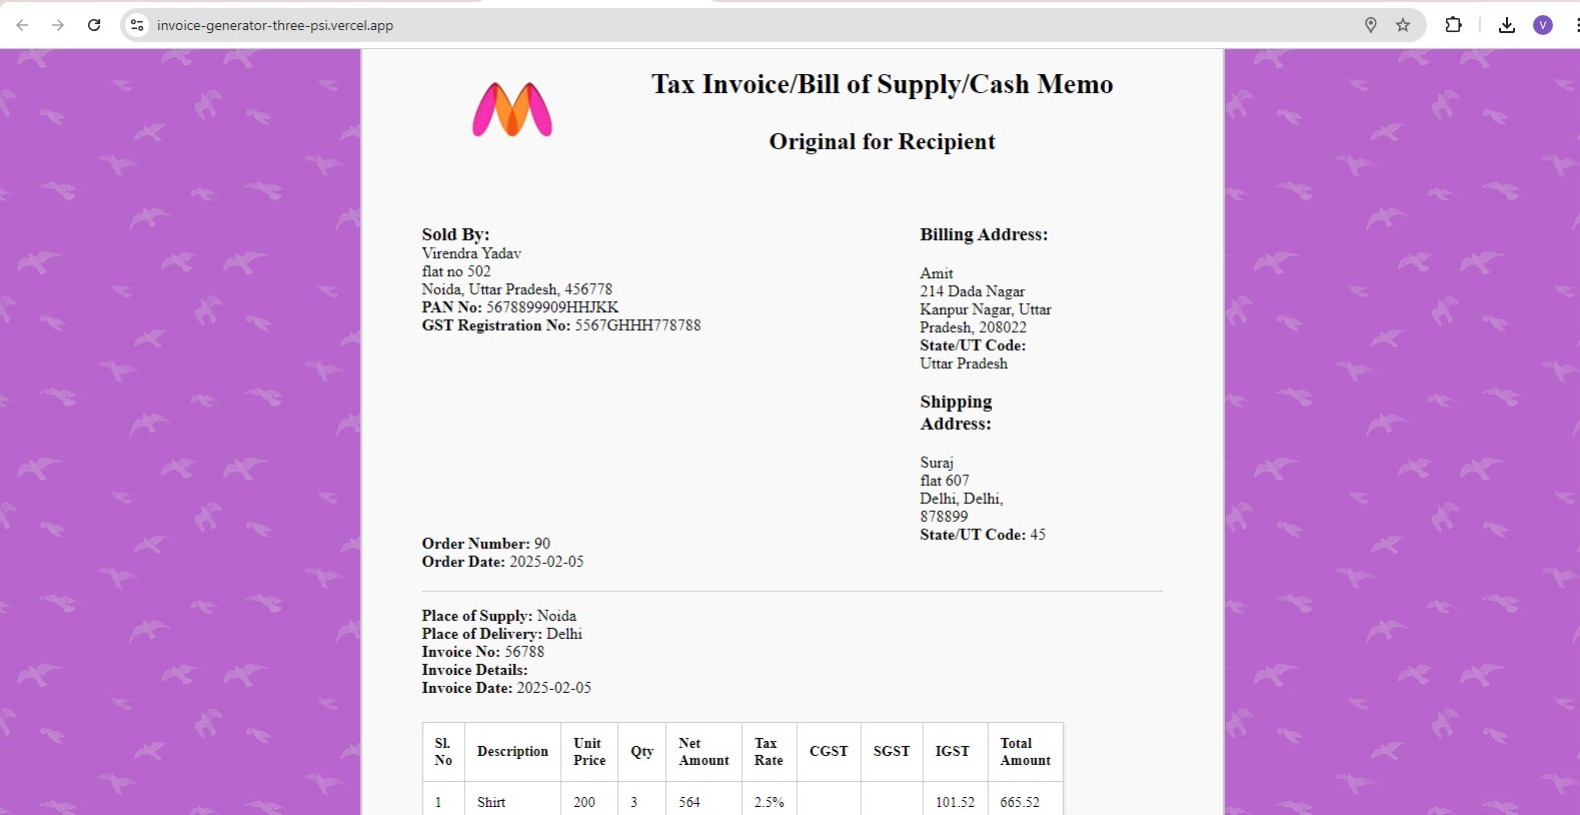 invoice-generator-three-psi.vercel.app
V
Tax Invoice/Bill of Supply/Cash Memo
Original for Recipient
Sold By:
Virendra Yadav
flat no 502
Noida, Uttar Pradesh, 456778
PAN No: 5678899909HHJKK
GST Registration No: 5567GHHH778788
Billing Address:
Amit
214 Dada Nagar
Kanpur Nagar, Uttar
Pradesh, 208022
State/UT Code:
Uttar Pradesh
Shipping
Address:
Suraj
flat 607
Delhi, Delhi,
878899
State/UT Code: 45
Order Number: 90
Order Date: 2025-02-05
Place of Supply: Noida
Place of Delivery: Delhi
Invoice No: 56788
Invoice Details:
Invoice Date: 2025-02-05
Sl. No Description Unit Price Qty Net Amount Tax Rate CGST SGST IGST Total Amount
1 Shirt 200 3 564 2.5% 101.52 665.52